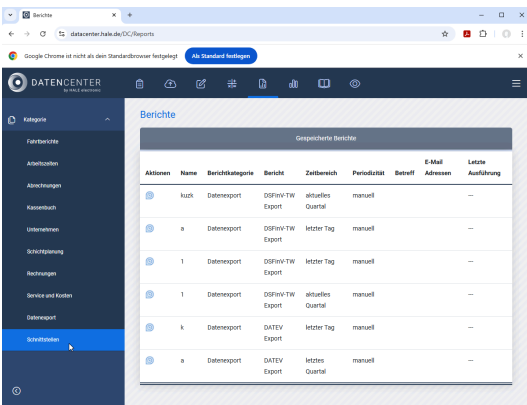 Berichte
datacenter.hale.de/DC/Reports
Google Chrome ist nicht als dein Standardbrowser festgelegt
Als Standard festlegen
DATENCENTER
by HALE electronic
Kategorie
Fahrtberichte
Arbeitszeiten
Abrechnungen
Kassenbuch
Unternehmen
Schichtplanung
Rechnungen
Service und Kosten
Datenexport
Schnittstellen
Berichte
Gespeicherte Berichte
Aktionen Name Berichtkategorie Bericht Zeitbereich Periodizität Betreff E-Mail Adressen Letzte Ausführung
kuzk Datenexport DSFinV-TW Export aktuelles Quartal manuell ---
a Datenexport DSFinV-TW Export letzter Tag manuell ---
1 Datenexport DSFinV-TW Export letzter Tag manuell ---
1 Datenexport DSFinV-TW Export aktuelles Quartal manuell ---
k Datenexport DATEV Export letzter Tag manuell ---
a Datenexport DATEV Export letztes Quartal manuell ---